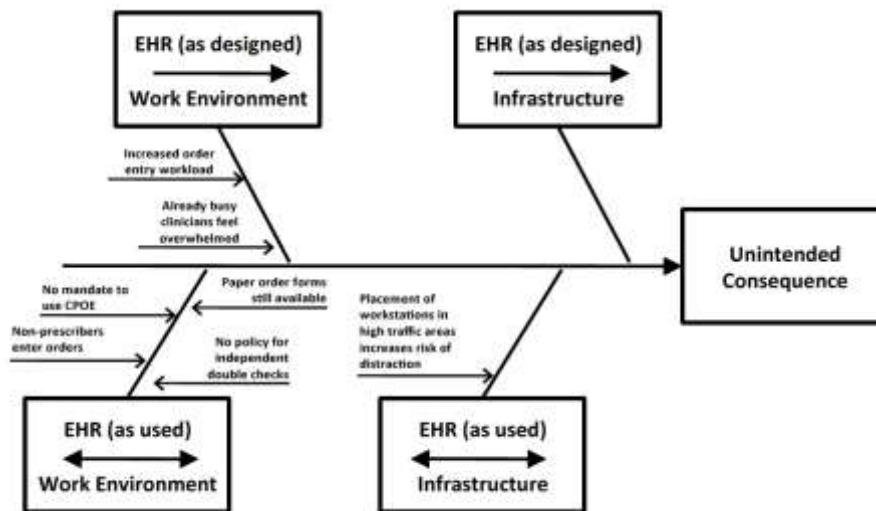 EHR (as designed)
Work Environment
EHR (as designed)
Infrastructure
Increased order
entry workload
Already busy
clinicians feel
overwhelmed
Unintended
Consequence
No mandate to
use CPOE
Paper order forms
still available
Non-prescribers
enter orders
No policy for
independent
double checks
Placement of
workstations in
high traffic areas
increases risk of
distraction
EHR (as used)
Work Environment
EHR (as used)
Infrastructure